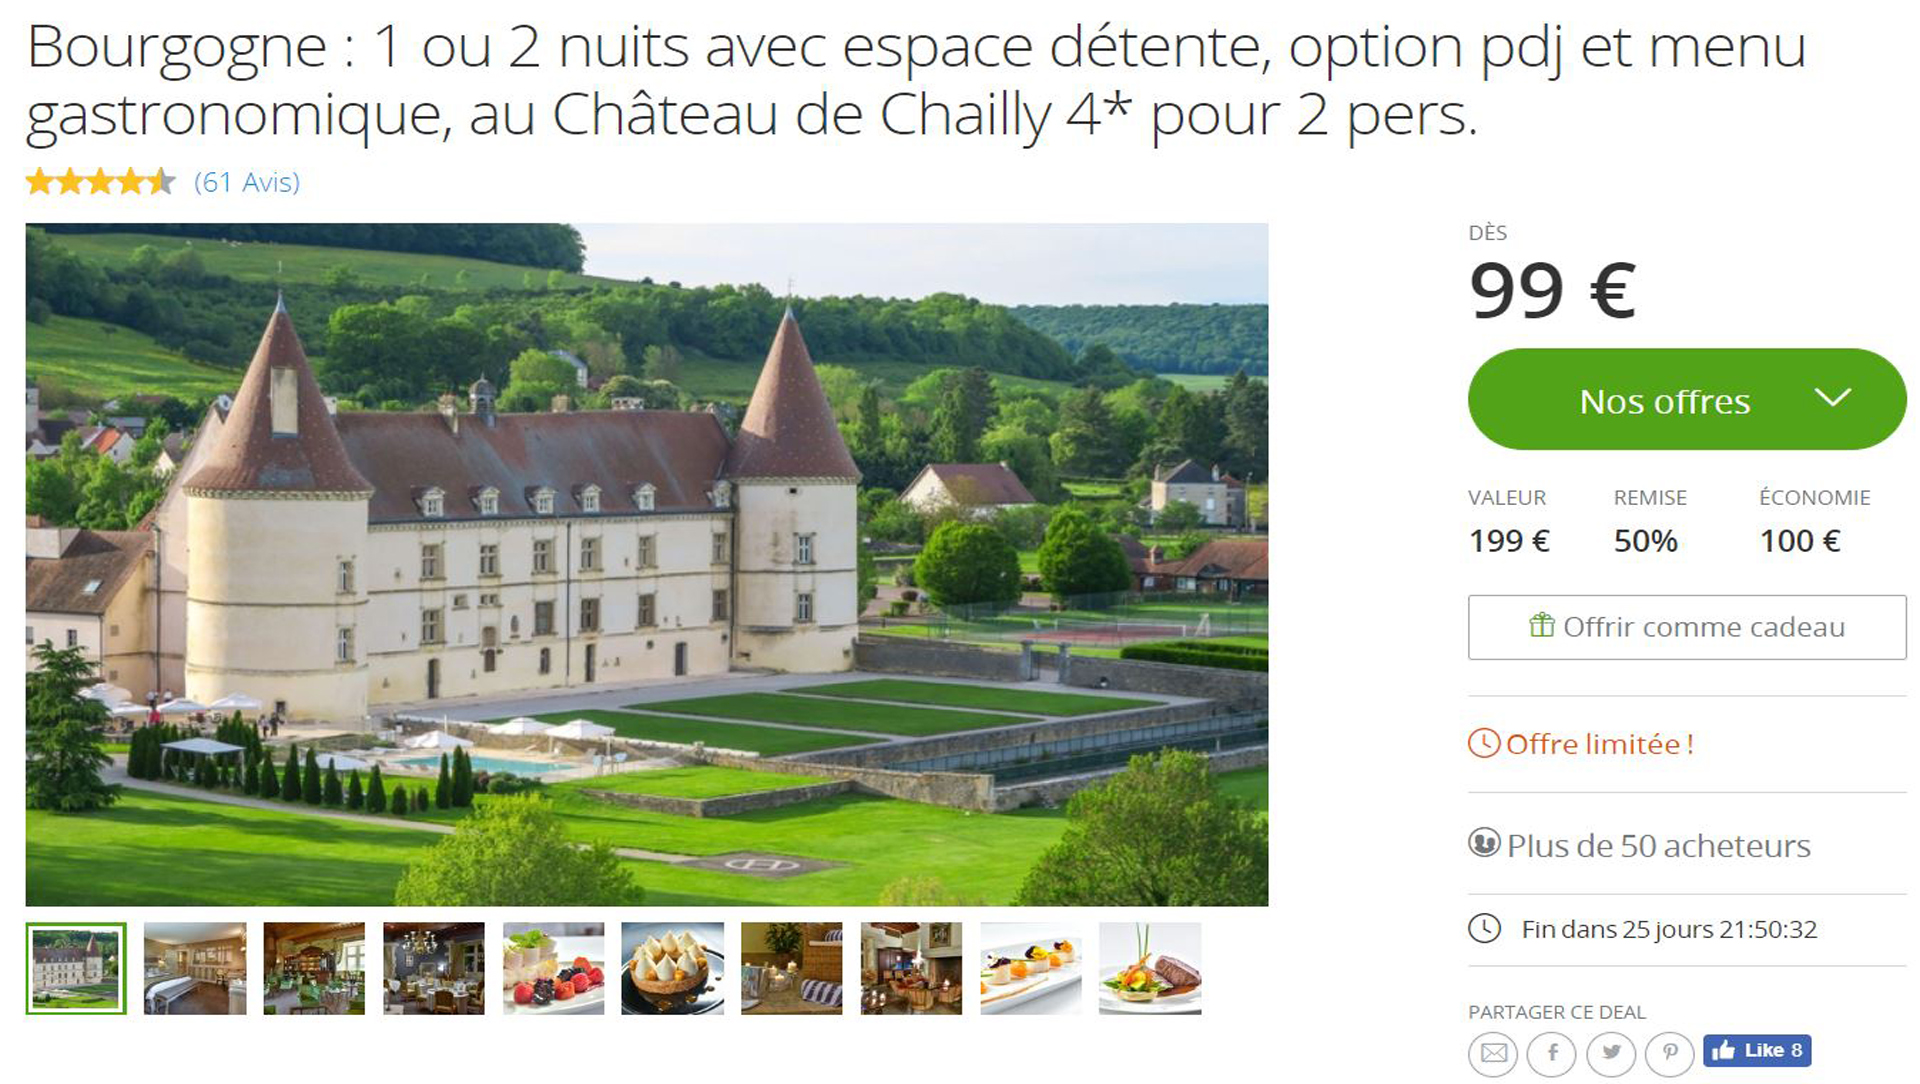 Bourgogne : 1 ou 2 nuits avec espace détente, option pdj et menu
gastronomique, au Château de Chailly 4* pour 2 pers.
(61 Avis)
DÈS
99 €
Nos offres
VALEUR REMISE ÉCONOMIE
199 € 50% 100 €
Offrir comme cadeau
Offre limitée !
Plus de 50 acheteurs
Fin dans 25 jours 21:50:32
PARTAGER CE DEAL
Like 8